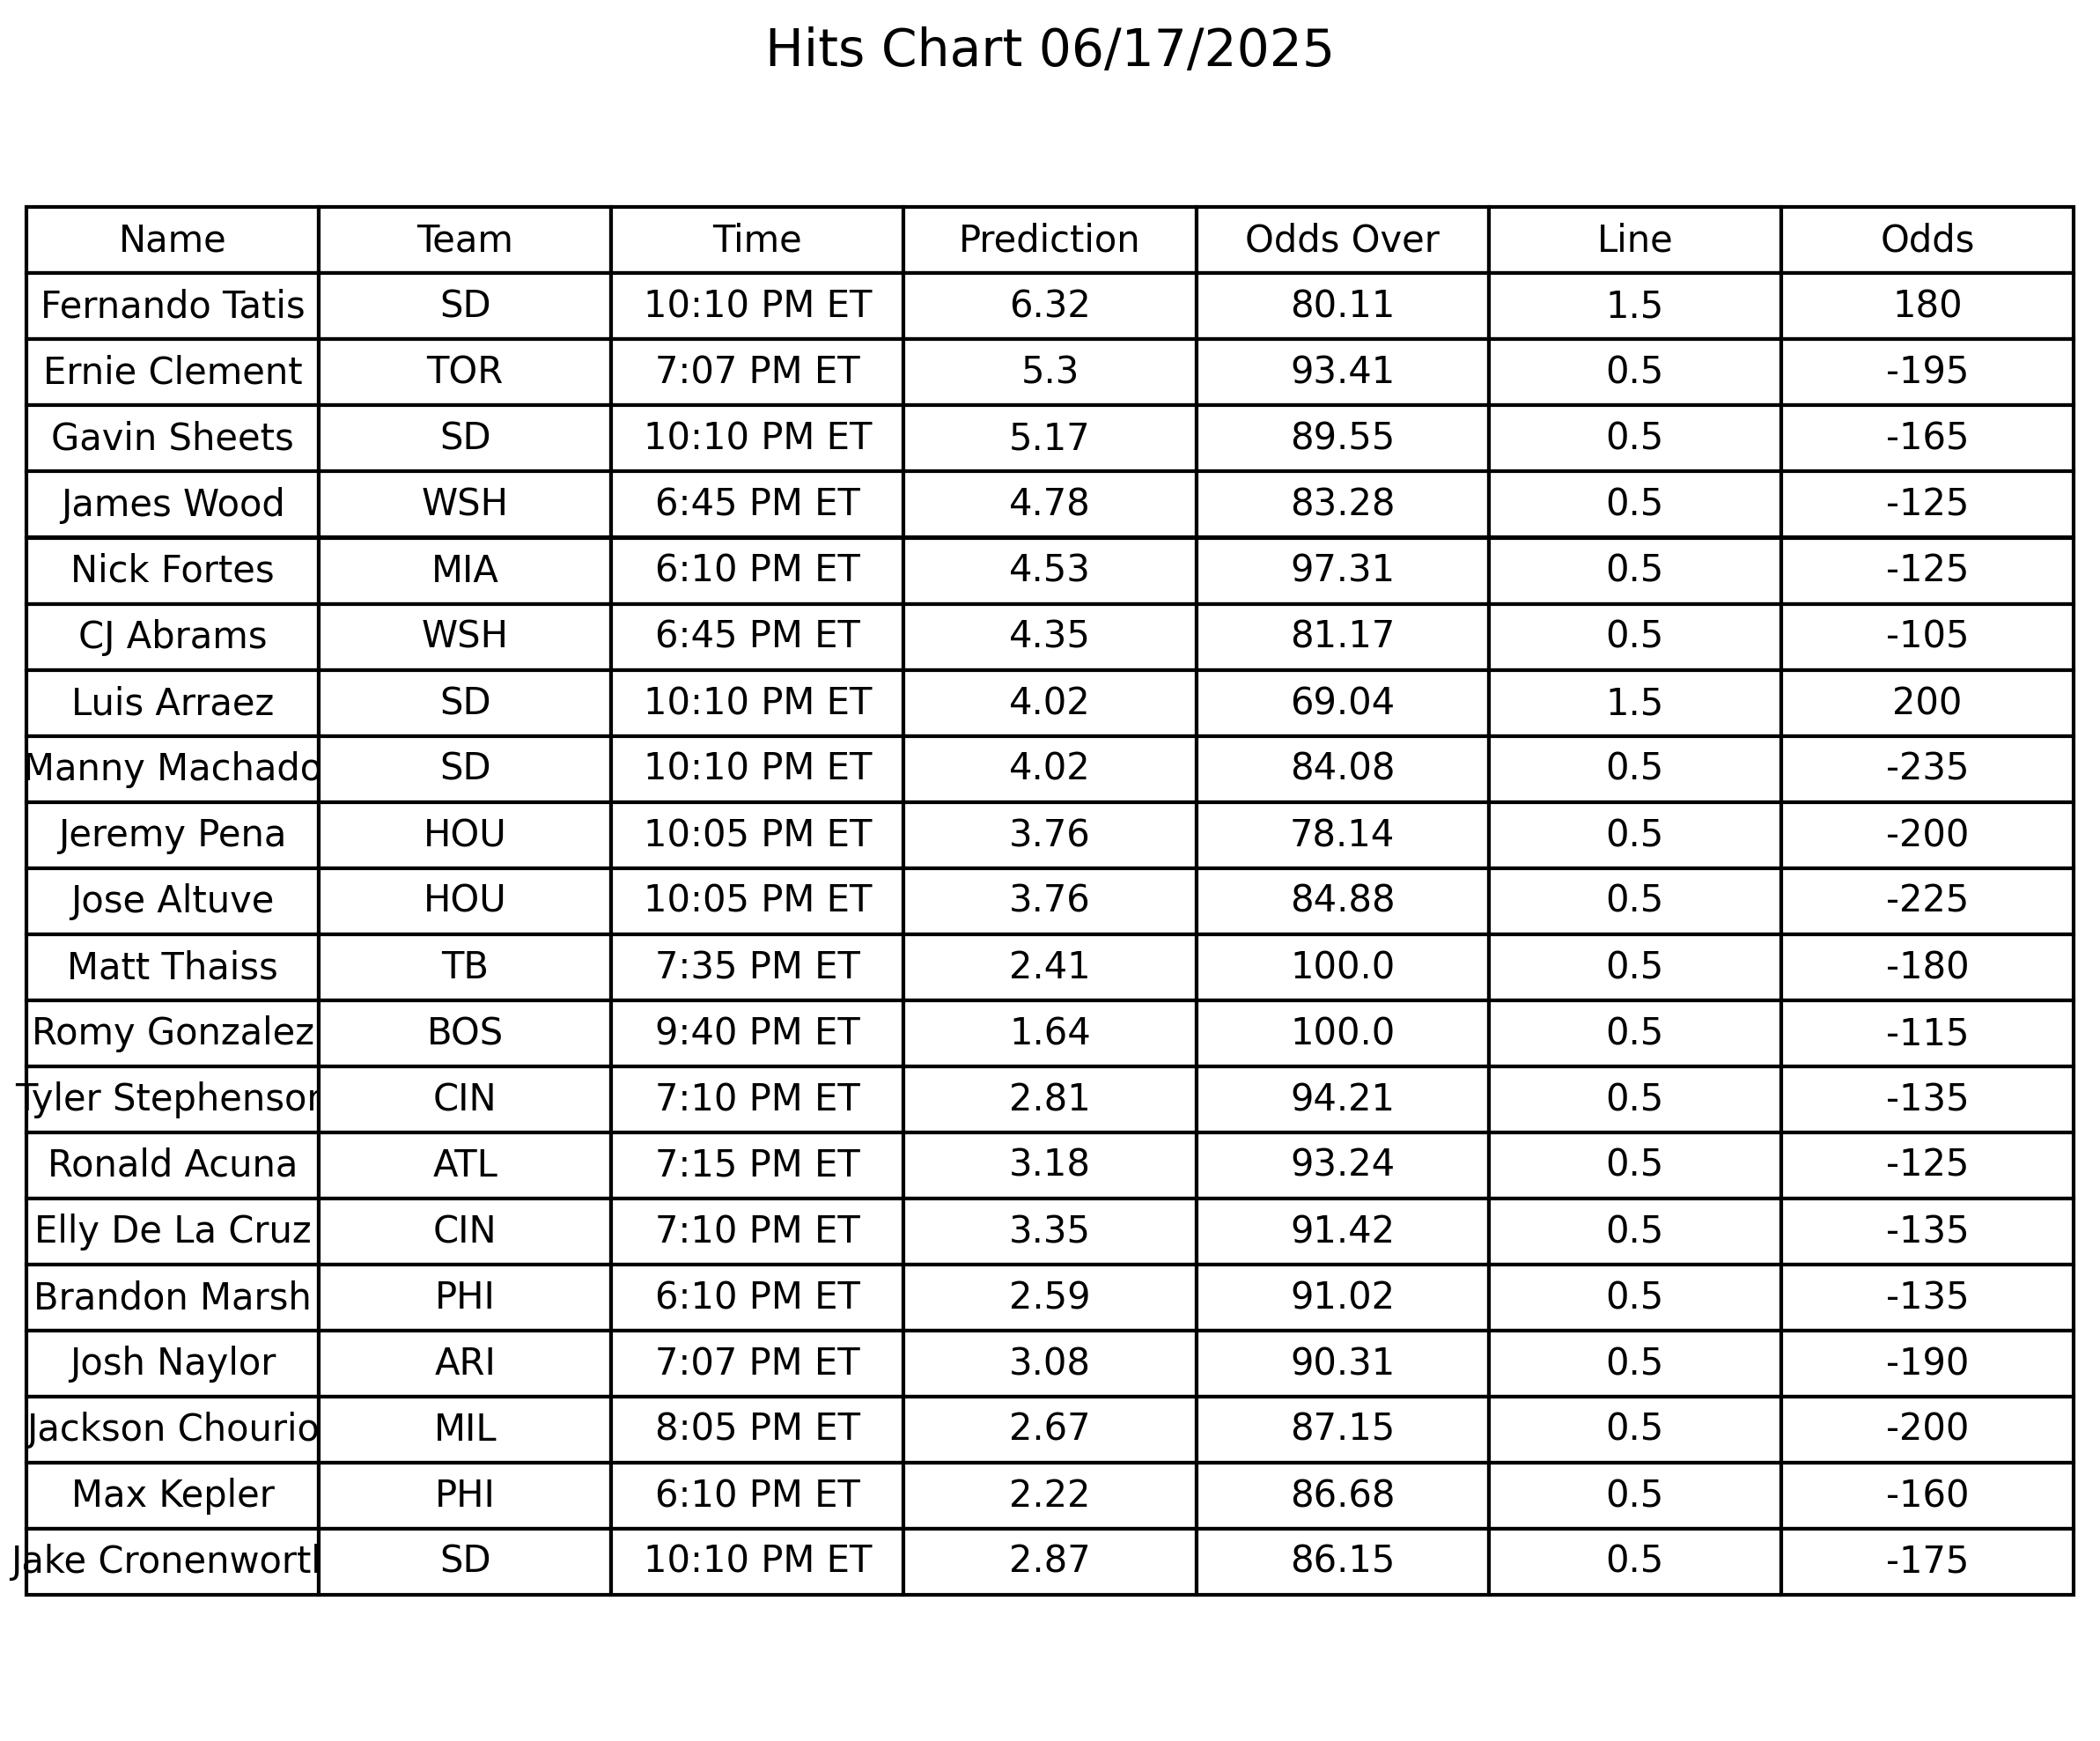 Hits Chart 06/17/2025
Name Team Time Prediction Odds Over Line Odds
Fernando Tatis SD 10:10 PM ET 6.32 80.11 1.5 180
Ernie Clement TOR 7:07 PM ET 5.3 93.41 0.5 -195
Gavin Sheets SD 10:10 PM ET 5.17 89.55 0.5 -165
James Wood WSH 6:45 PM ET 4.78 83.28 0.5 -125
Nick Fortes MIA 6:10 PM ET 4.53 97.31 0.5 -125
CJ Abrams WSH 6:45 PM ET 4.35 81.17 0.5 -105
Luis Arraez SD 10:10 PM ET 4.02 69.04 1.5 200
Manny Machado SD 10:10 PM ET 4.02 84.08 0.5 -235
Jeremy Pena HOU 10:05 PM ET 3.76 78.14 0.5 -200
Jose Altuve HOU 10:05 PM ET 3.76 84.88 0.5 -225
Matt Thaiss TB 7:35 PM ET 2.41 100.0 0.5 -180
Romy Gonzalez BOS 9:40 PM ET 1.64 100.0 0.5 -115
Tyler Stephenson CIN 7:10 PM ET 2.81 94.21 0.5 -135
Ronald Acuna ATL 7:15 PM ET 3.18 93.24 0.5 -125
Elly De La Cruz CIN 7:10 PM ET 3.35 91.42 0.5 -135
Brandon Marsh PHI 6:10 PM ET 2.59 91.02 0.5 -135
Josh Naylor ARI 7:07 PM ET 3.08 90.31 0.5 -190
Jackson Chourio MIL 8:05 PM ET 2.67 87.15 0.5 -200
Max Kepler PHI 6:10 PM ET 2.22 86.68 0.5 -160
Jake Cronenworth SD 10:10 PM ET 2.87 86.15 0.5 -175